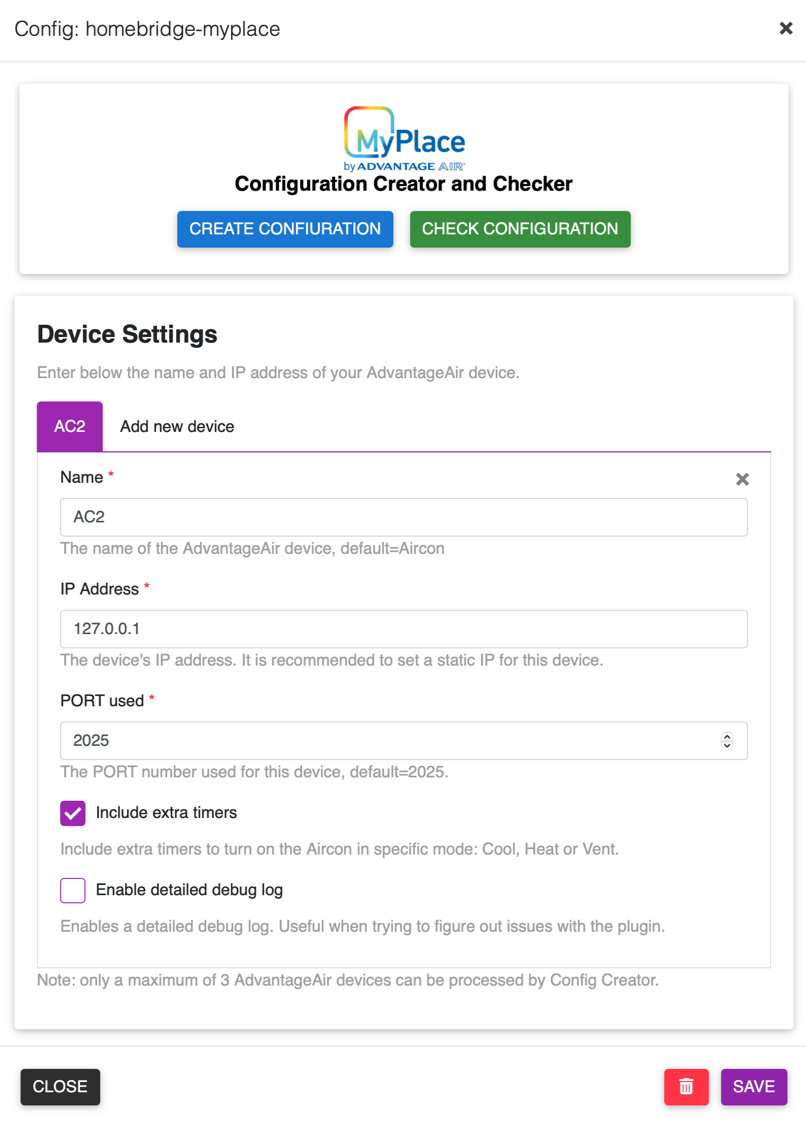 Config: homebridge-myplace
MyPlace
by ADVANTAGE AIR
Configuration Creator and Checker
CREATE CONFIURATION
CHECK CONFIGURATION
Device Settings
Enter below the name and IP address of your AdvantageAir device.
AC2
Add new device
Name *
AC2
The name of the AdvantageAir device, default=Aircon
IP Address *
127.0.0.1
The device's IP address. It is recommended to set a static IP for this device.
PORT used *
2025
The PORT number used for this device, default=2025.
Include extra timers
Include extra timers to turn on the Aircon in specific mode: Cool, Heat or Vent.
Enable detailed debug log
Enables a detailed debug log. Useful when trying to figure out issues with the plugin.
Note: only a maximum of 3 AdvantageAir devices can be processed by Config Creator.
CLOSE
SAVE